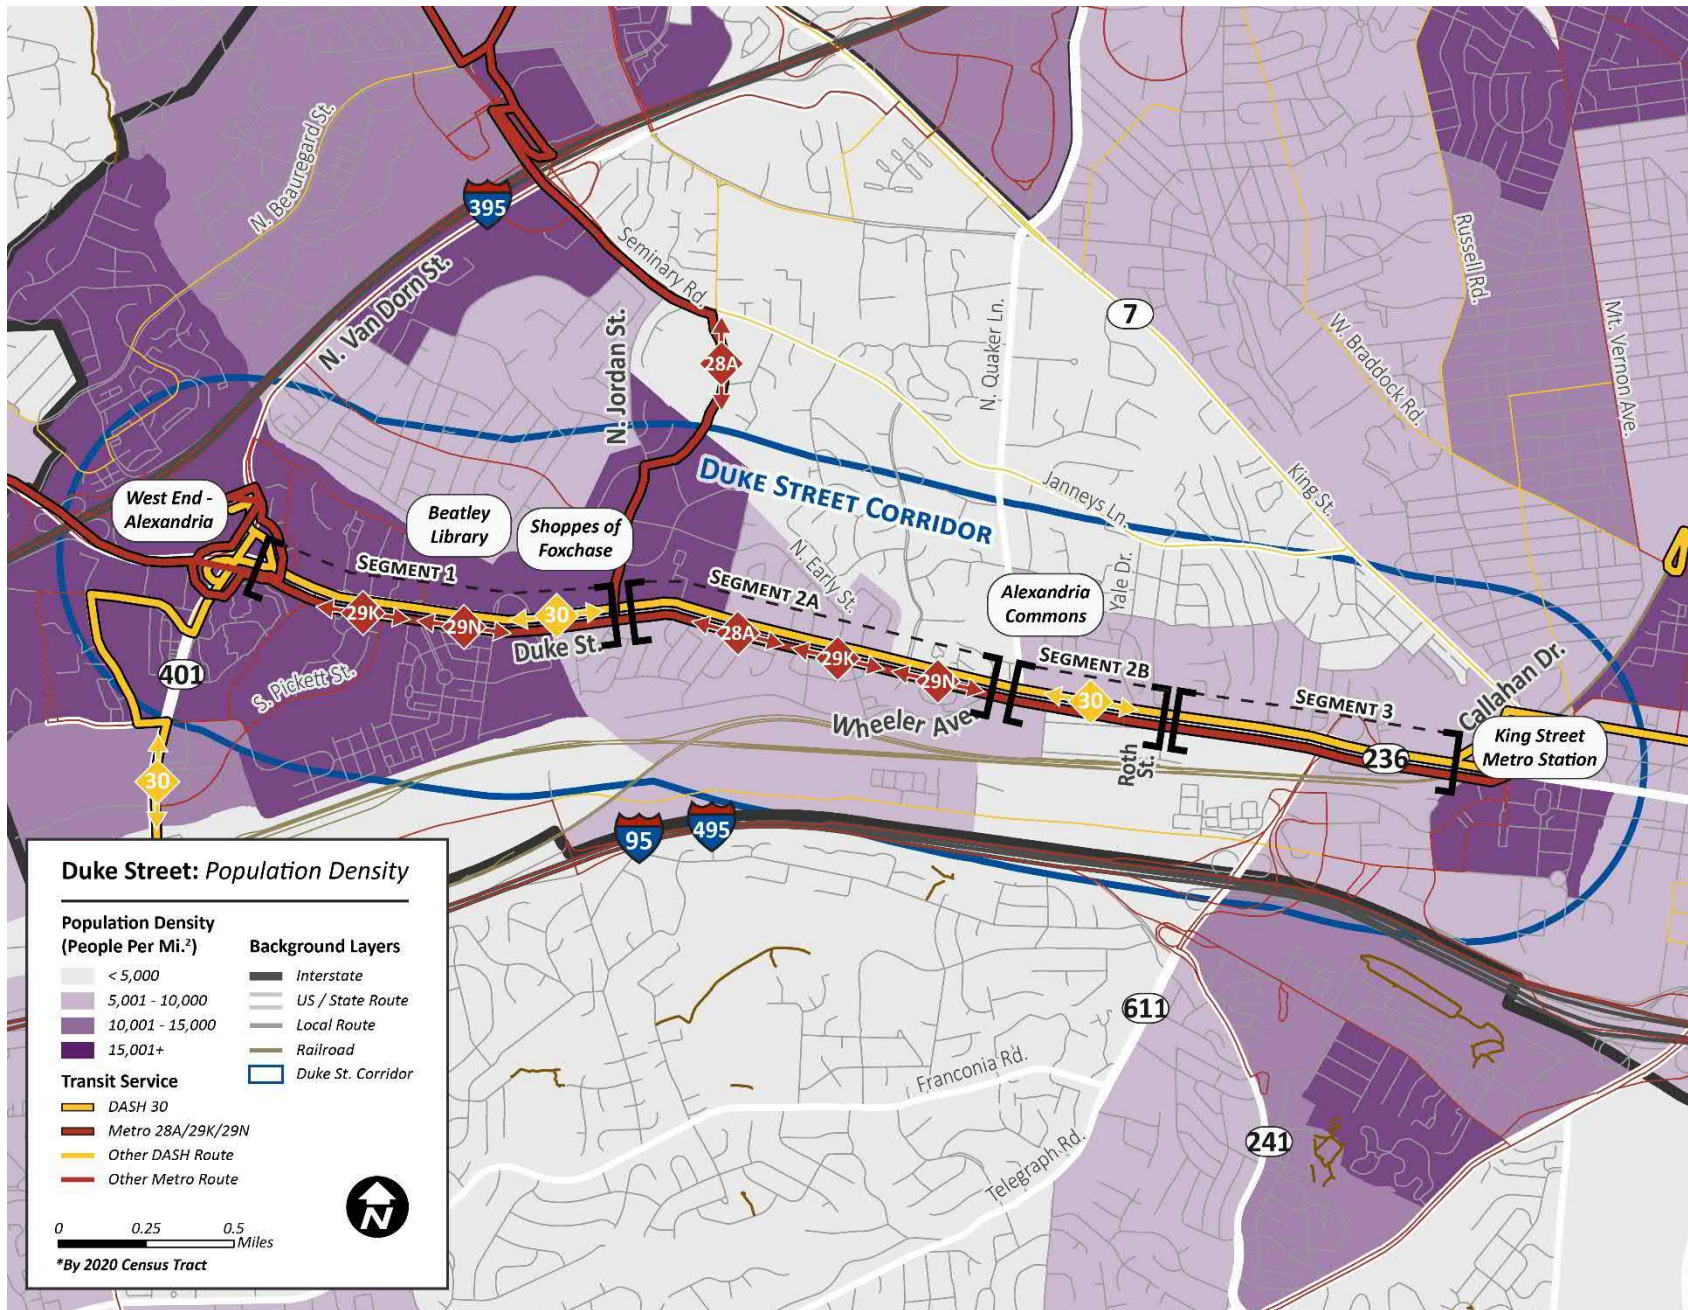 N. Beauregard St.
395
N. Van Dorn St.
Seminary Rd.
N. Jordan St.
28A
N. Quaker Ln.
7
Russell Rd.
W. Braddock Rd.
Mt. Vernon Ave.
King St.
Janneys Ln.
DUKE STREET CORRIDOR
West End -
Alexandria
Beatley
Library
Shoppes of
Foxchase
SEGMENT 1
SEGMENT 2A
N. Early St.
Alexandria
Commons
Yale Dr.
29K
29N
30
Duke St.
28A
29K
29N
SEGMENT 2B
30
SEGMENT 3
Callahan Dr.
401
S. Pickett St.
Wheeler Ave.
Roth
St.
236
King Street
Metro Station
30
95
495
611
Franconia Rd.
Telegraph Rd.
241
Duke Street: Population Density
Population Density
(People Per Mi.²)
< 5,000
5,001 - 10,000
10,001 - 15,000
15,001+
Background Layers
Interstate
US / State Route
Local Route
Railroad
Duke St. Corridor
Transit Service
DASH 30
Metro 28A/29K/29N
Other DASH Route
Other Metro Route
N
0 0.25 0.5
Miles
*By 2020 Census Tract